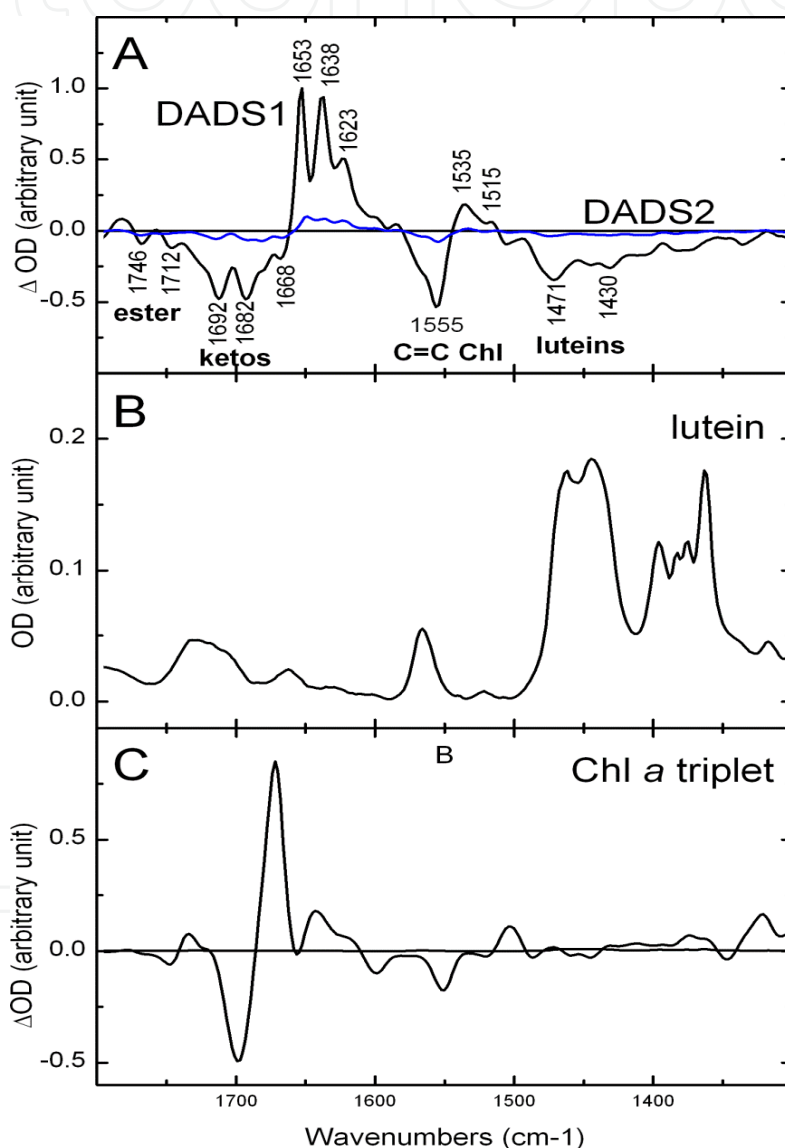 A
DADS1
1653
1638
1623
1535
1515
DADS2
1.0
0.5
0.0
-0.5
Δ OD (arbitrary unit)
1746
1712
1692
1682
1668
1555
1471
1430
ester
ketos
C=C Chl
luteins
B
lutein
0.2
0.1
0.0
OD (arbitrary unit)
C
B
Chl a triplet
0.5
0.0
-0.5
ΔOD (arbitrary unit)
1700
1600
1500
1400
Wavenumbers (cm-1)